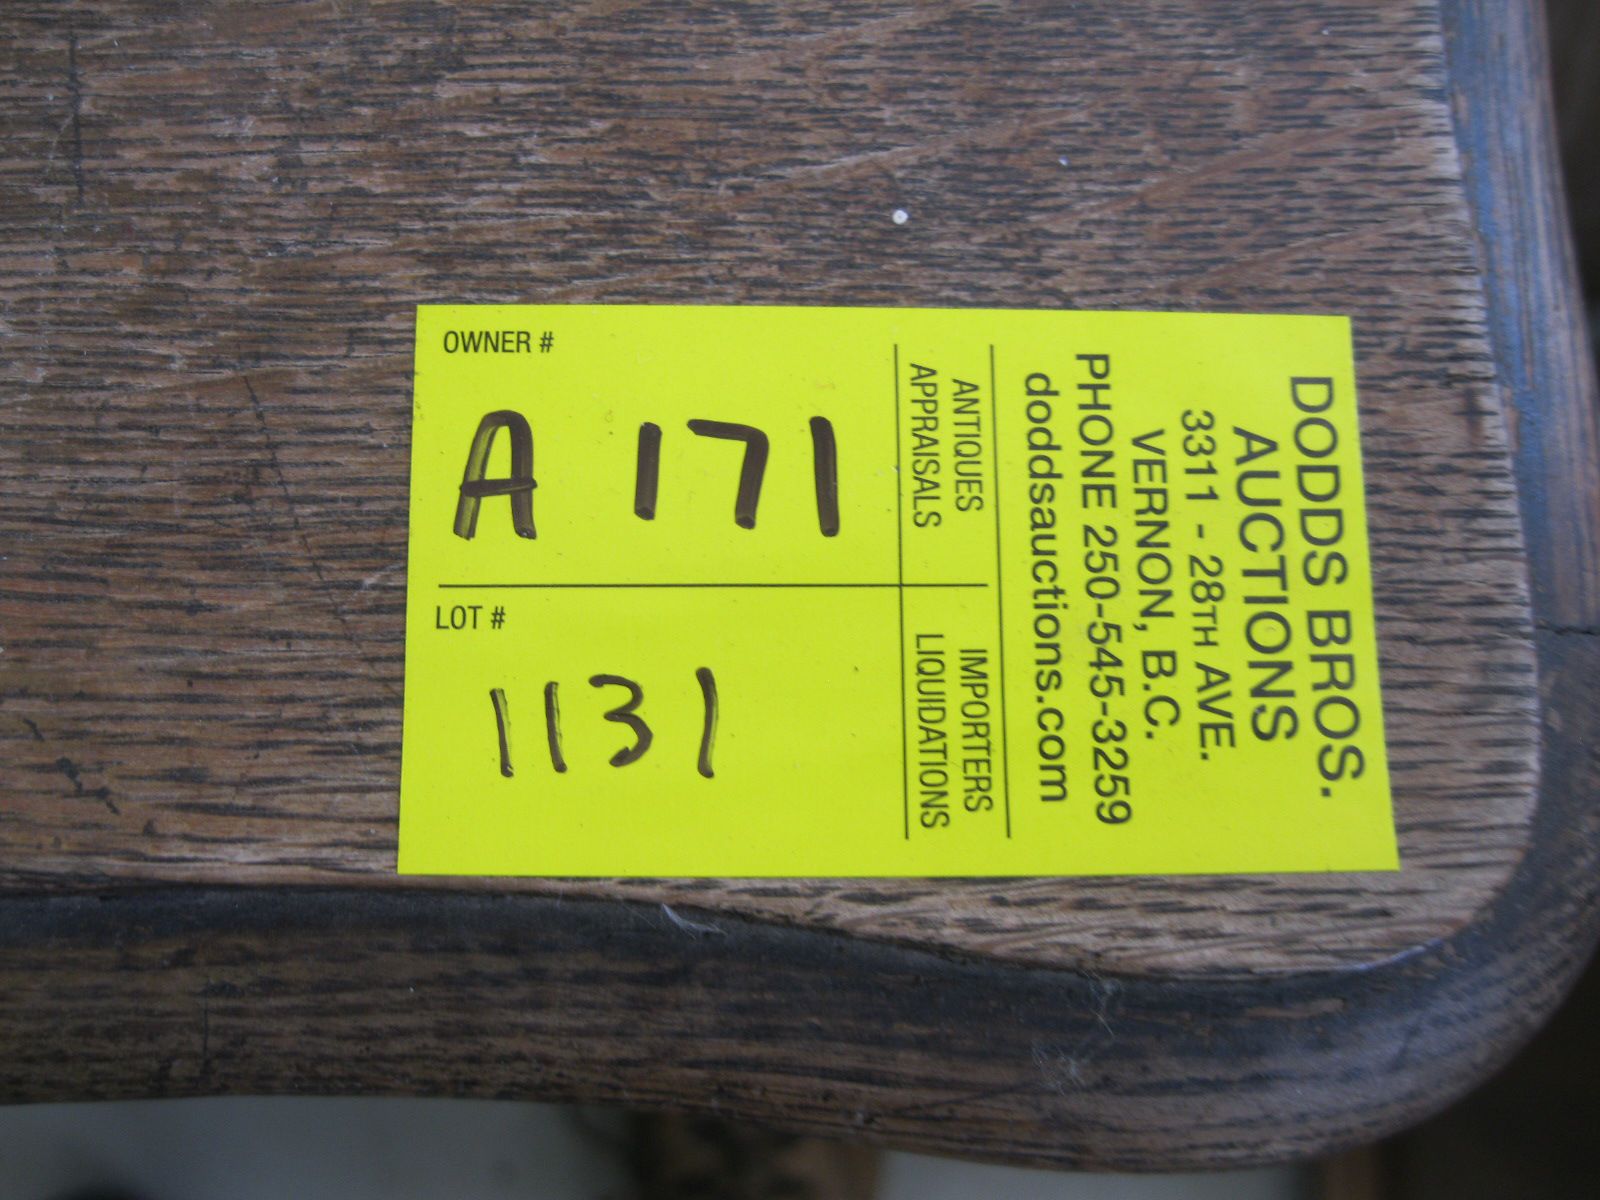 DODDS BROS.
AUCTIONS
3311 - 28TH AVE.
VERNON, B.C.
PHONE 250-545-3259
doddsauctions.com
ANTIQUES IMPORTERS
APPRAISALS LIQUIDATIONS
OWNER #
A 171
LOT #
1131